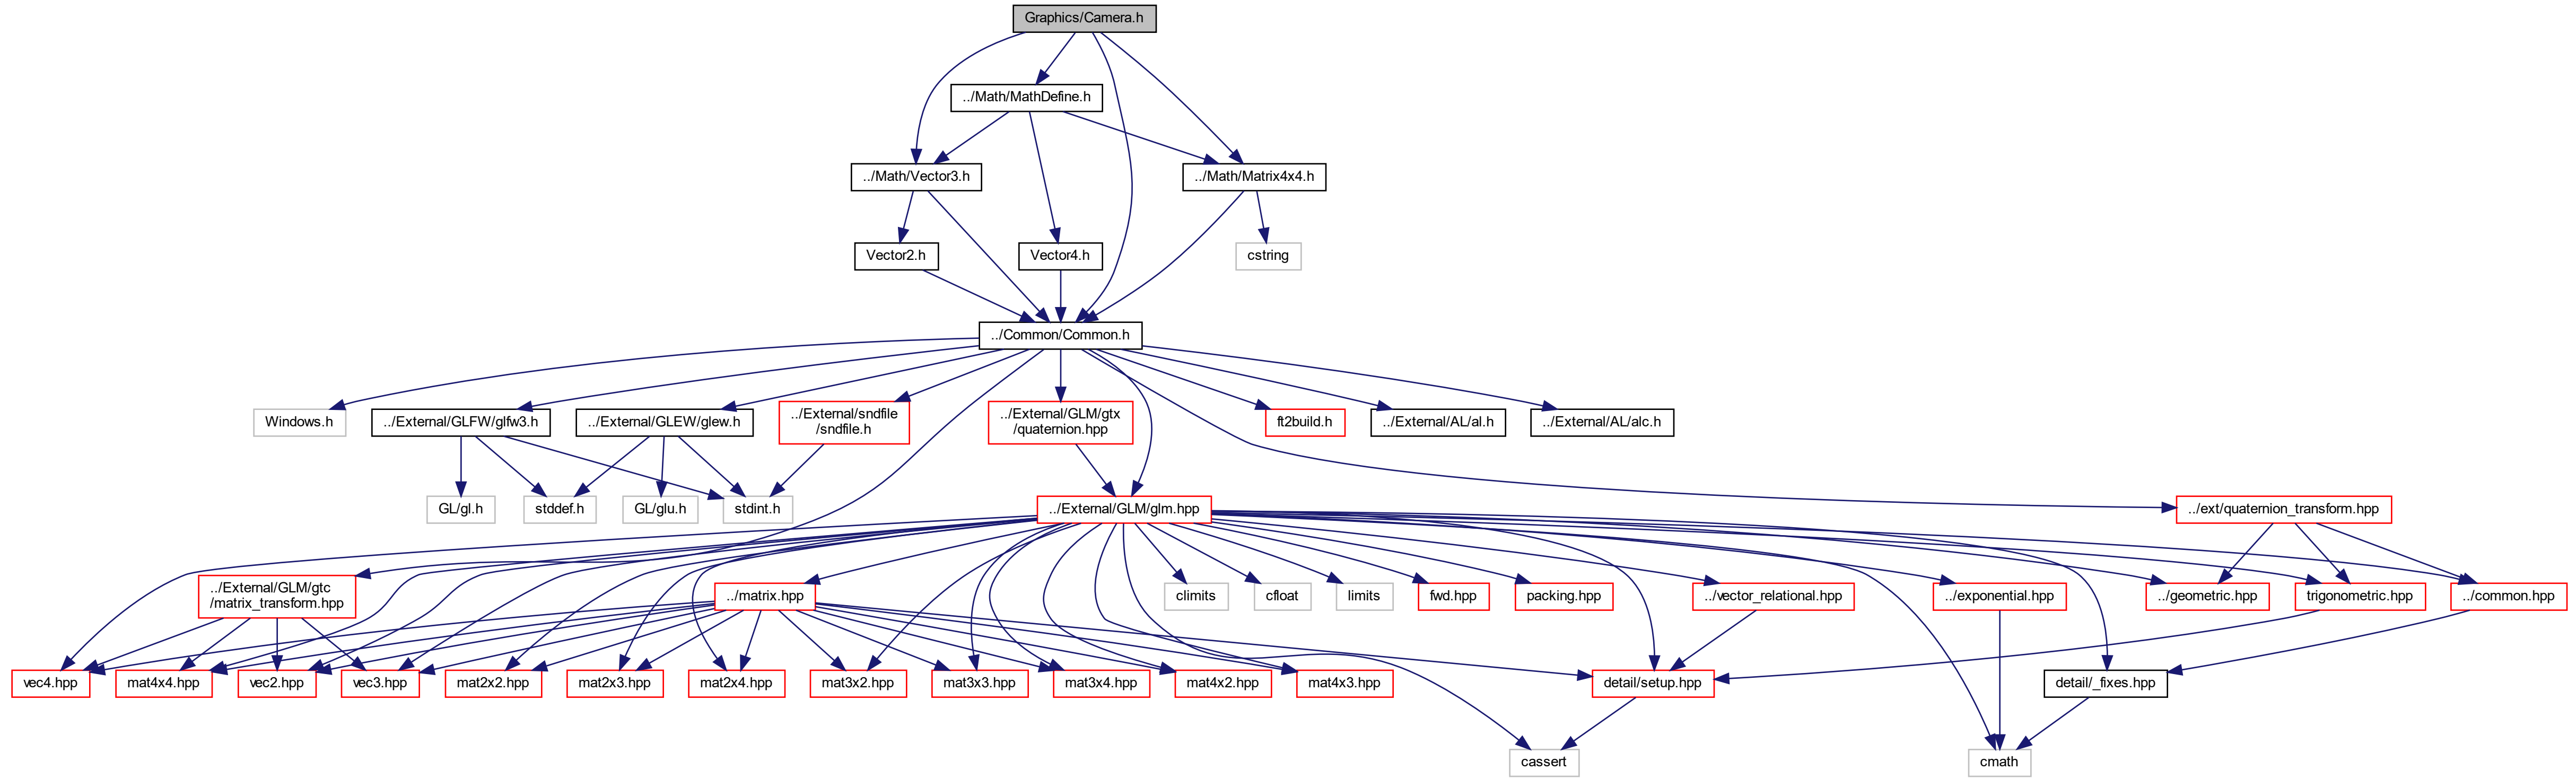 Graphics/Camera.h
../Math/MathDefine.h
../Math/Vector3.h
../Math/Matrix4x4.h
Vector2.h
Vector4.h
cstring
../Common/Common.h
Windows.h
../External/GLFW/glfw3.h
../External/GLEW/glew.h
../External/sndfile
/sndfile.h
../External/GLM/gtx
/quaternion.hpp
ft2build.h
../External/AL/al.h
../External/AL/alc.h
GL/gl.h
stddef.h
GL/glu.h
stdint.h
../External/GLM/glm.hpp
../ext/quaternion_transform.hpp
../External/GLM/gtc
/matrix_transform.hpp
../matrix.hpp
climits
cfloat
limits
fwd.hpp
packing.hpp
../vector_relational.hpp
../exponential.hpp
../geometric.hpp
trigonometric.hpp
../common.hpp
vec4.hpp
mat4x4.hpp
vec2.hpp
vec3.hpp
mat2x2.hpp
mat2x3.hpp
mat2x4.hpp
mat3x2.hpp
mat3x3.hpp
mat3x4.hpp
mat4x2.hpp
mat4x3.hpp
detail/setup.hpp
detail/_fixes.hpp
cassert
cmath